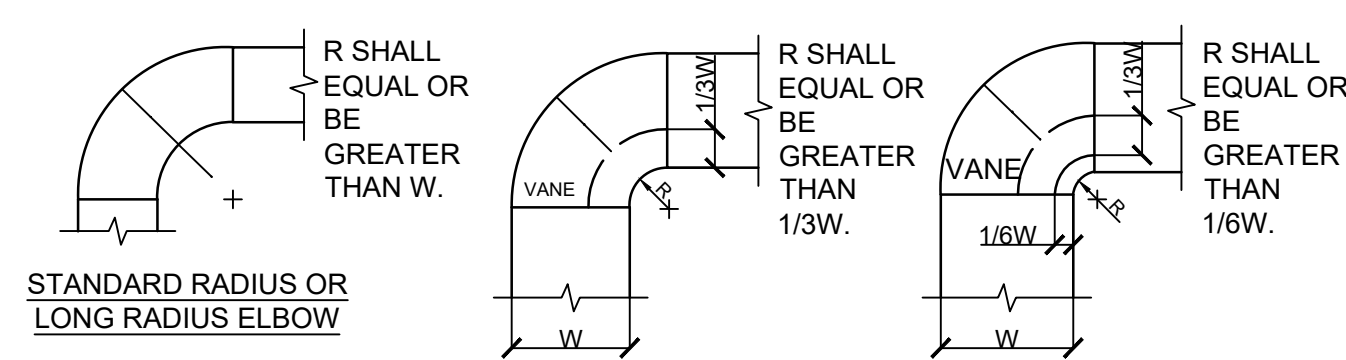 R SHALL
EQUAL OR
BE
GREATER
THAN W.
STANDARD RADIUS OR
LONG RADIUS ELBOW
1/3W
VANE
R
W
R SHALL
EQUAL OR
BE
GREATER
THAN
1/3W.
1/3W
VANE
R
1/6W
W
R SHALL
EQUAL OR
BE
GREATER
THAN
1/6W.